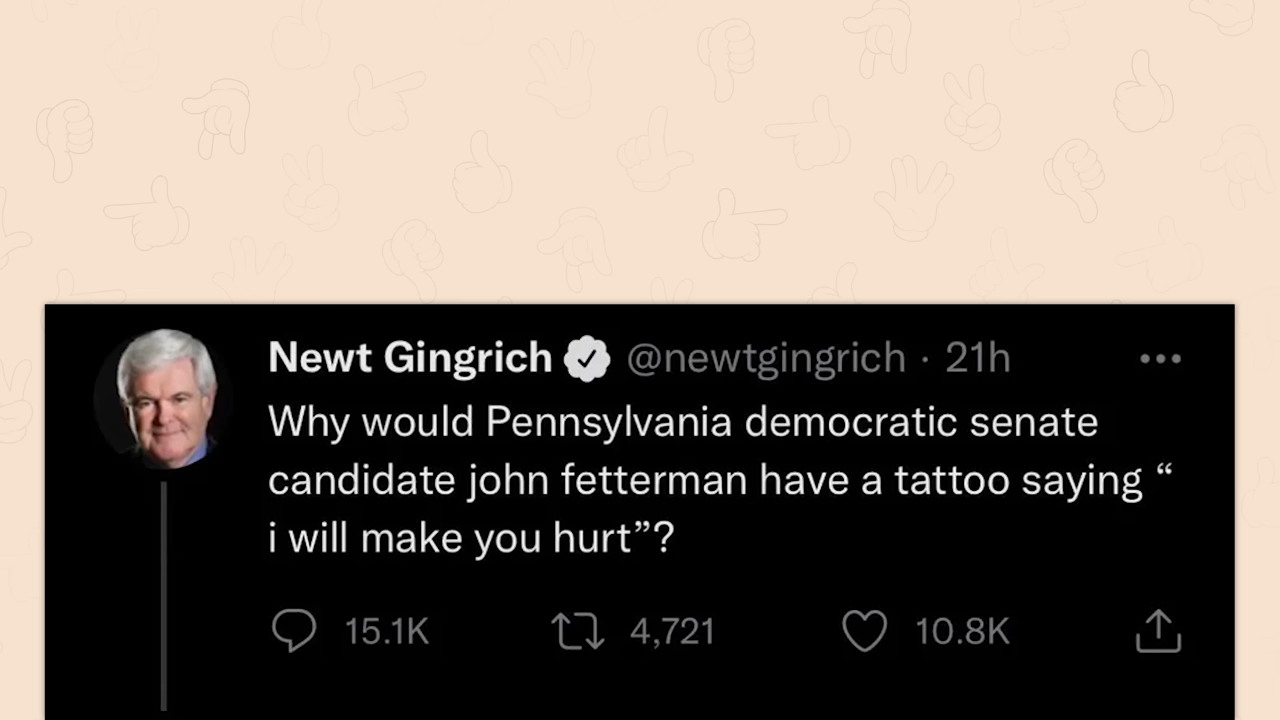 Newt Gingrich @newtgingrich · 21h
Why would Pennsylvania democratic senate
candidate john fetterman have a tattoo saying “
i will make you hurt”?
15.1K 4,721 10.8K